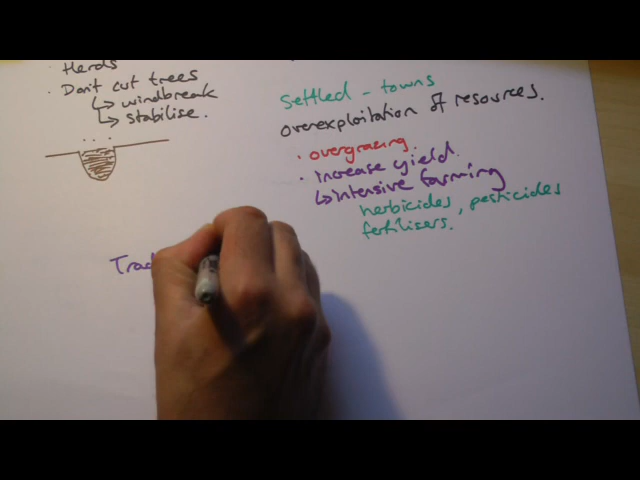 · Herds
· Don't cut trees
↳ windbreak
↳ stabilise.
Settled - towns
overexploitation of resources.
· overgrazing.
· increase yield.
↳ intensive farming
herbicides, pesticides
fertilisers.
Trad